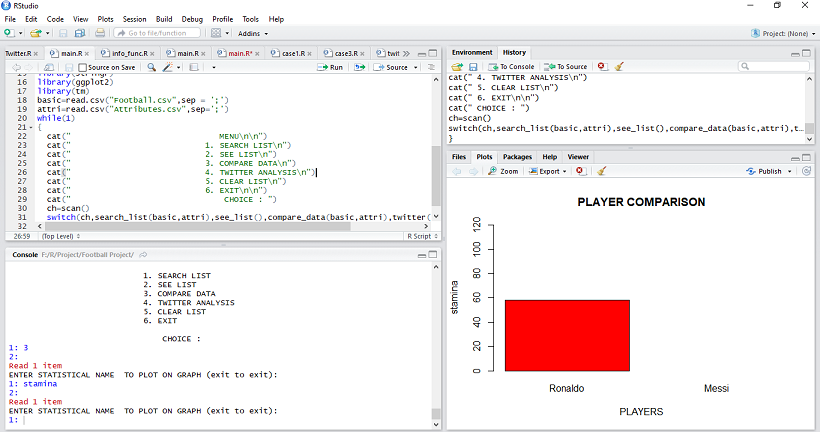 RStudio
File Edit Code View Plots Session Build Debug Profile Tools Help
Go to file/function Addins Project: (None)
Twitter.R main.R info_func.R main.R main.R* case1.R case3.R twit
Source on Save Run Source
16 library(ggplot2)
17 library(tm)
18 basic=read.csv("Football.csv",sep = ';')
19 attri=read.csv("Attributes.csv",sep=';')
20 while(1)
21 {
22 cat(" MENU\n\n")
23 cat(" 1. SEARCH LIST\n")
24 cat(" 2. SEE LIST\n")
25 cat(" 3. COMPARE DATA\n")
26 cat(" 4. TWITTER ANALYSIS\n")
27 cat(" 5. CLEAR LIST\n")
28 cat(" 6. EXIT\n\n")
29 cat(" CHOICE : ")
30 ch=scan()
31 switch(ch,search_list(basic,attri),see_list(),compare_data(basic,attri),twitter(
32
26:59 (Top Level) R Script
Console F:/R/Project/Football Project/
1. SEARCH LIST
2. SEE LIST
3. COMPARE DATA
4. TWITTER ANALYSIS
5. CLEAR LIST
6. EXIT
CHOICE :
1: 3
2:
Read 1 item
ENTER STATISTICAL NAME TO PLOT ON GRAPH (exit to exit):
1: stamina
2:
Read 1 item
ENTER STATISTICAL NAME TO PLOT ON GRAPH (exit to exit):
1:
Environment History
To Console To Source
cat(" 4. TWITTER ANALYSIS\n")
cat(" 5. CLEAR LIST\n")
cat(" 6. EXIT\n\n")
cat(" CHOICE : ")
ch=scan()
switch(ch,search_list(basic,attri),see_list(),compare_data(basic,attri),t...
}
Files Plots Packages Help Viewer
Zoom Export Publish
PLAYER COMPARISON
stamina
120
100
80
60
40
20
0
Ronaldo Messi
PLAYERS